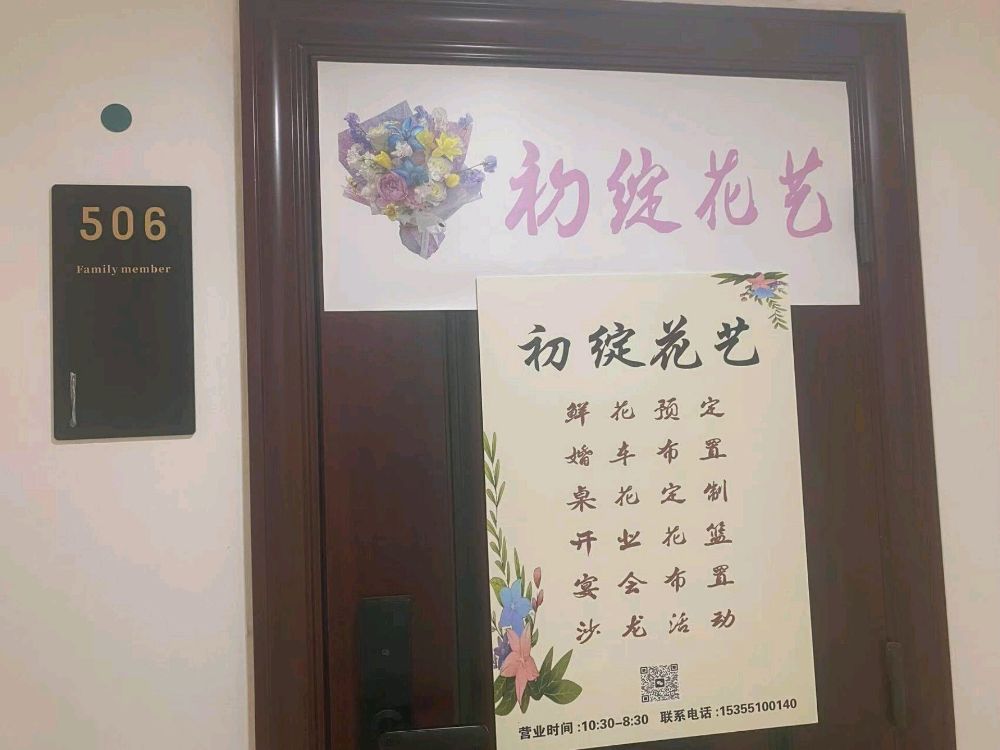 506
Family member
初绽花艺
初绽花艺
鲜花预定
婚车布置
桌花定制
开业花篮
宴会布置
沙龙活动
营业时间:10:30-8:30 联系电话:15355100140